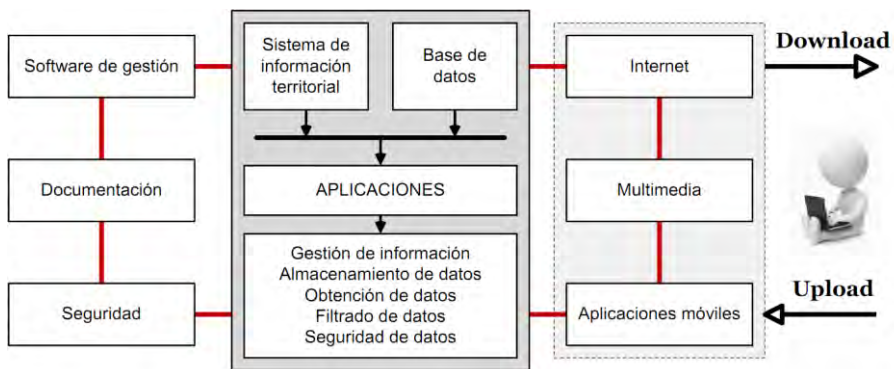 Software de gestión
Documentación
Seguridad
Sistema de
información
territorial
Base de
datos
APLICACIONES
Gestión de información
Almacenamiento de datos
Obtención de datos
Filtrado de datos
Seguridad de datos
Internet
Multimedia
Aplicaciones móviles
Download
Upload